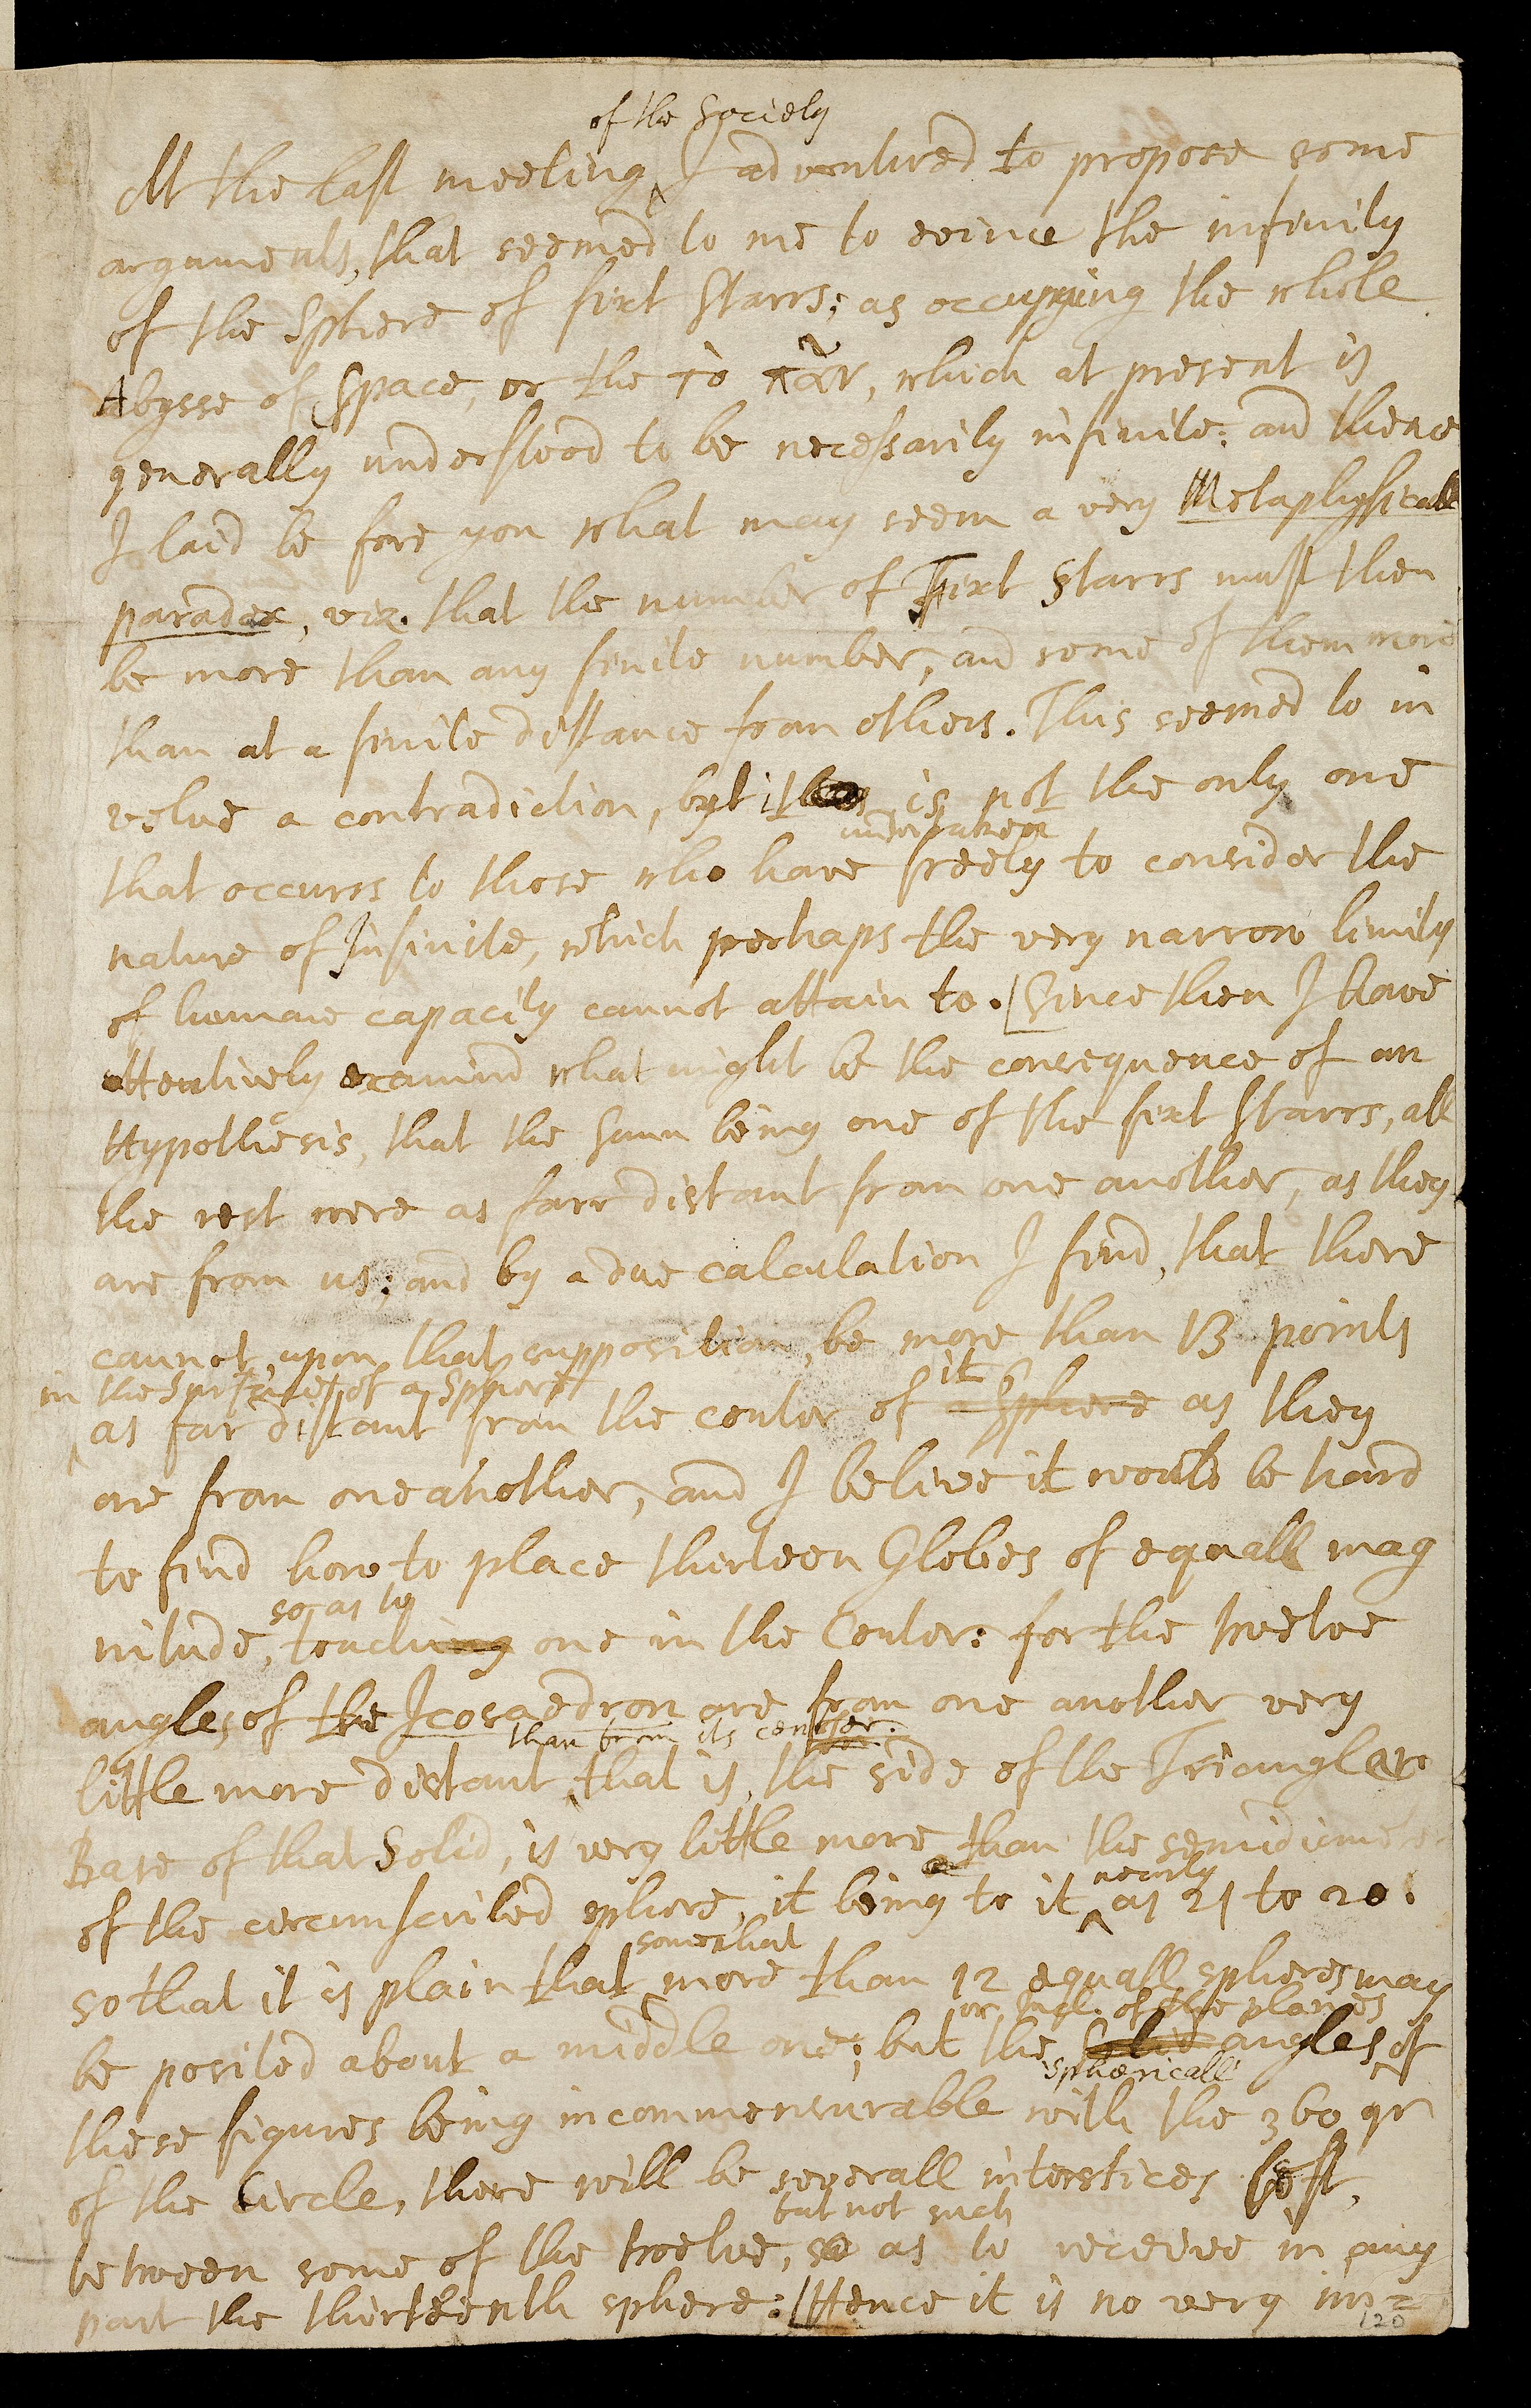 of the Society
At the last meeting I adventured to propose some
arguments, that seemed to me to evince the infinity
of the Sphere of fixt Starrs; as occupying the whole
Abysse of Space, or the τὸ πᾶν, which at present is
generally understood to be necessarily infinite: and thence
I laid be fore you what may seem a very Metaphysicall
paradox, viz. that the number of Fixt Starrs must then
be more than any finite number, and some of them more
than at a finite distance from others. This seemed to in
volve a contradiction, but it is not the only one
undertaken
that occurrs to those who have freely to consider the
nature of Infinite, which perhaps the very narrow limits
of humane capacity cannot attain to. [Since then I have
attentively examind what might be the consequence of an
Hypothesis, that the Sunn being one of the fixt Starrs, all
the rest were as farr distant from one another, as they
are from us; and by a due calculation I find, that there
cannot, upon that supposition, be more than 13 points
in the Surface of a Sphere it
as far distant from the center of a Sphere as they
are from one another, and I believe it would be hard
to find how to place thirteen Globes of equall mag
so as to
nitude, touching one in the Center: for the twelve
angles of the Icosaedron are from one another very
than from its center.
little more distant, that is, the side of the Triangular
Base of that Solid, is very little more than the semidiameter
nearly
of the circumscribed sphere, it being to it as 21 to 20.
somewhat
so that it is plain that more than 12 equall spheres may
or Incl. of the planes
be posited about a middle one; but the Solid angles of
sphericall
these figures being incommensurable with the 360 gr
of the Circle, there will be severall interstices left,
but not such
between some of the twelve, so as to receive in any
part the thirteenth sphere: [Hence it is no very im=
120